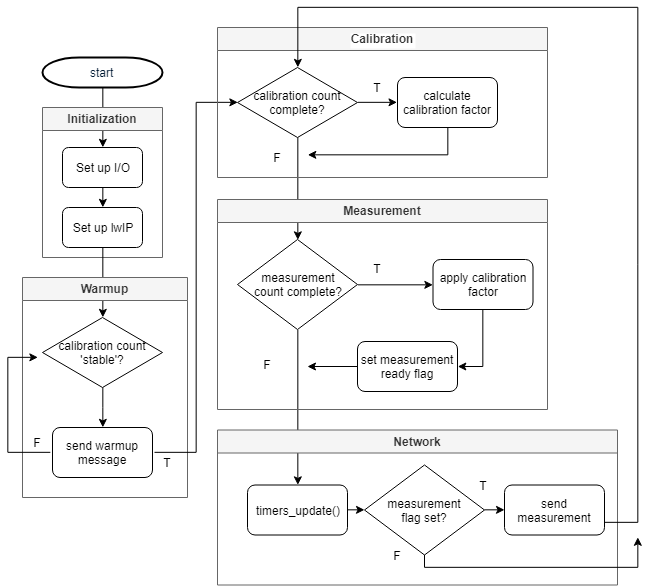 start
Initialization
Set up I/O
Set up lwIP
Warmup
calibration count
'stable'?
F
send warmup
message
T
Calibration
calibration count
complete?
T
calculate
calibration factor
F
Measurement
measurement
count complete?
T
apply calibration
factor
set measurement
ready flag
F
Network
timers_update()
measurement
flag set?
T
send
measurement
F